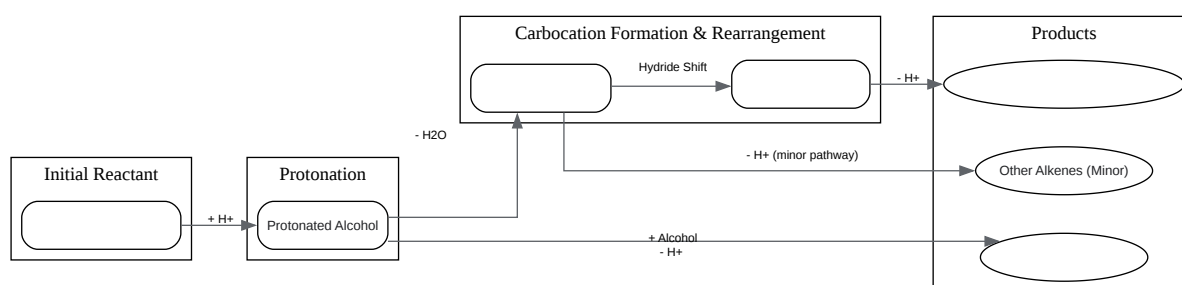 Carbocation Formation & Rearrangement
Products
Hydride Shift
- H+
- H2O
- H+ (minor pathway)
Other Alkenes (Minor)
Initial Reactant
Protonation
+ H+
Protonated Alcohol
+ Alcohol
- H+